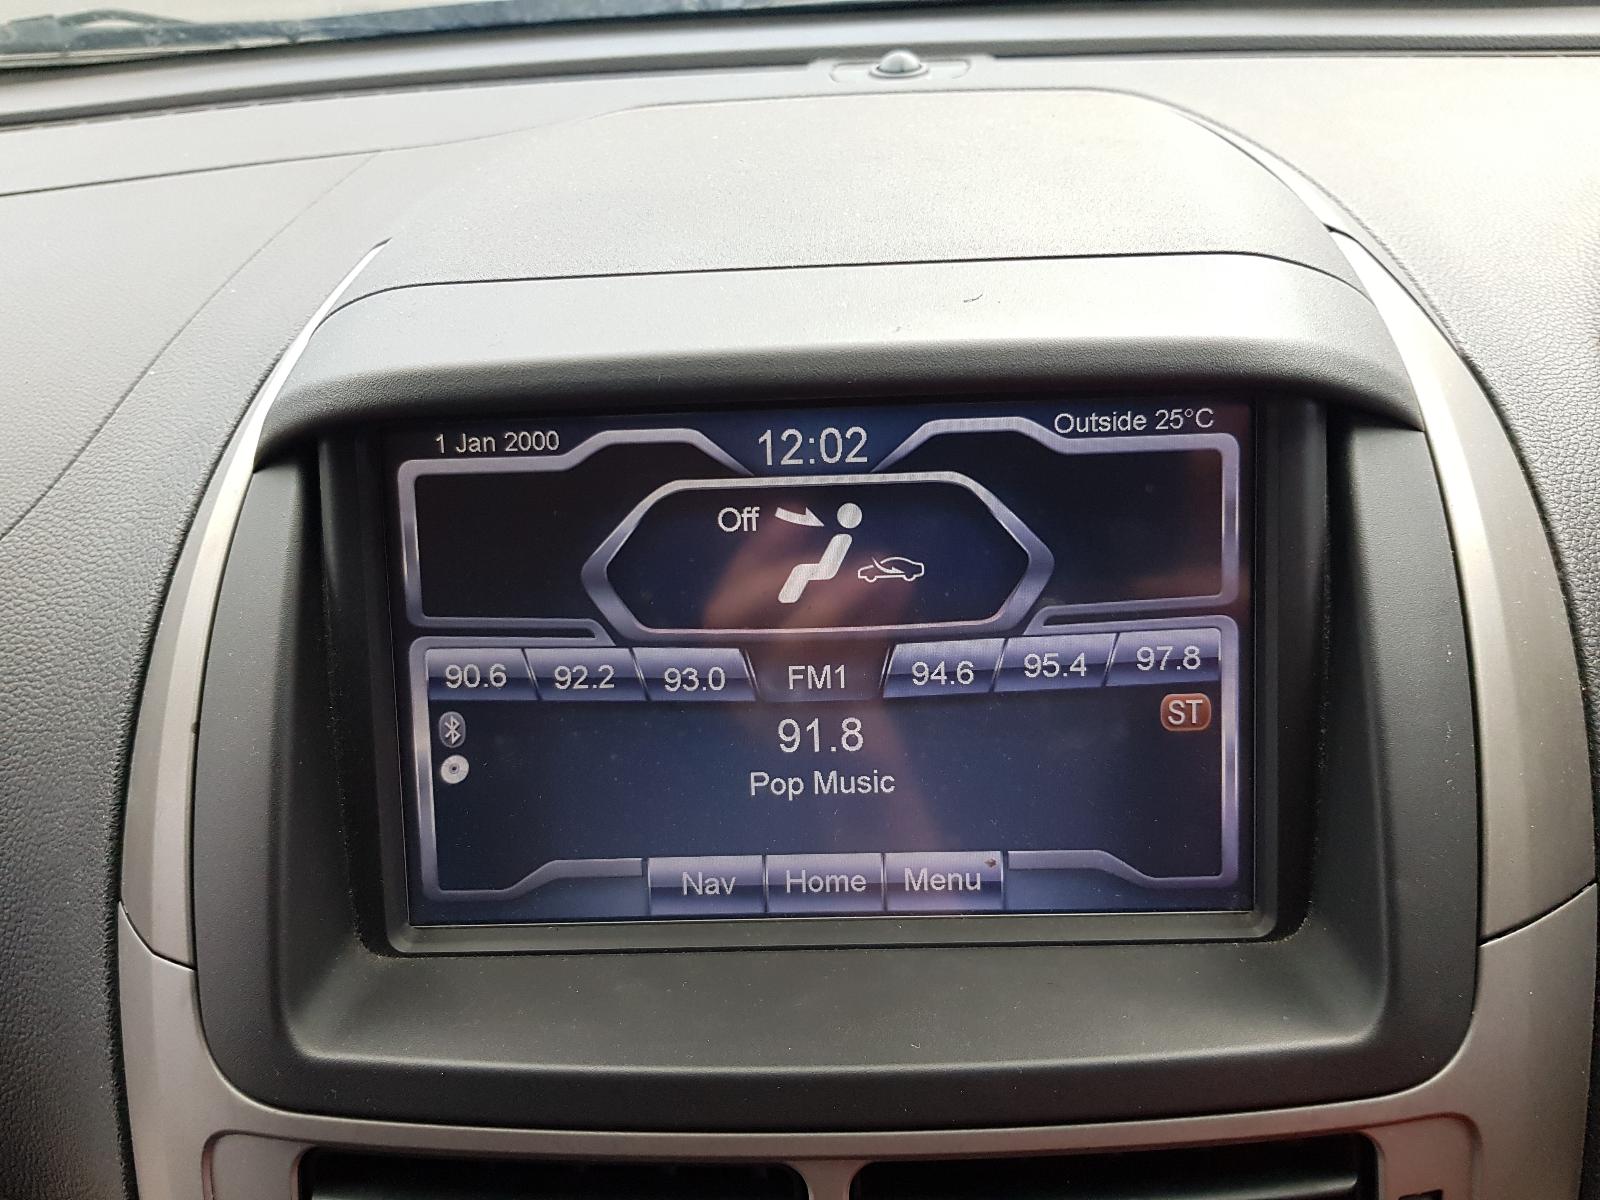 1 Jan 2000
12:02
Outside 25°C
Off
90.6 92.2 93.0 FM1 94.6 95.4 97.8
ST
91.8
Pop Music
Nav Home Menu